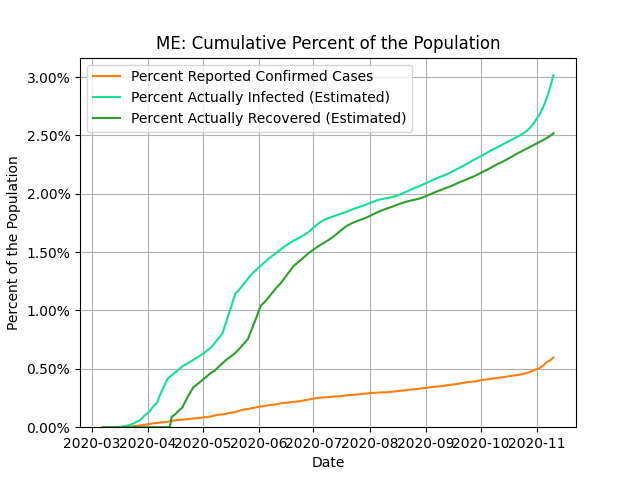 ME: Cumulative Percent of the Population
Percent Reported Confirmed Cases
Percent Actually Infected (Estimated)
Percent Actually Recovered (Estimated)
Percent of the Population
3.00%
2.50%
2.00%
1.50%
1.00%
0.50%
0.00%
2020-03 2020-04 2020-05 2020-06 2020-07 2020-08 2020-09 2020-10 2020-11
Date